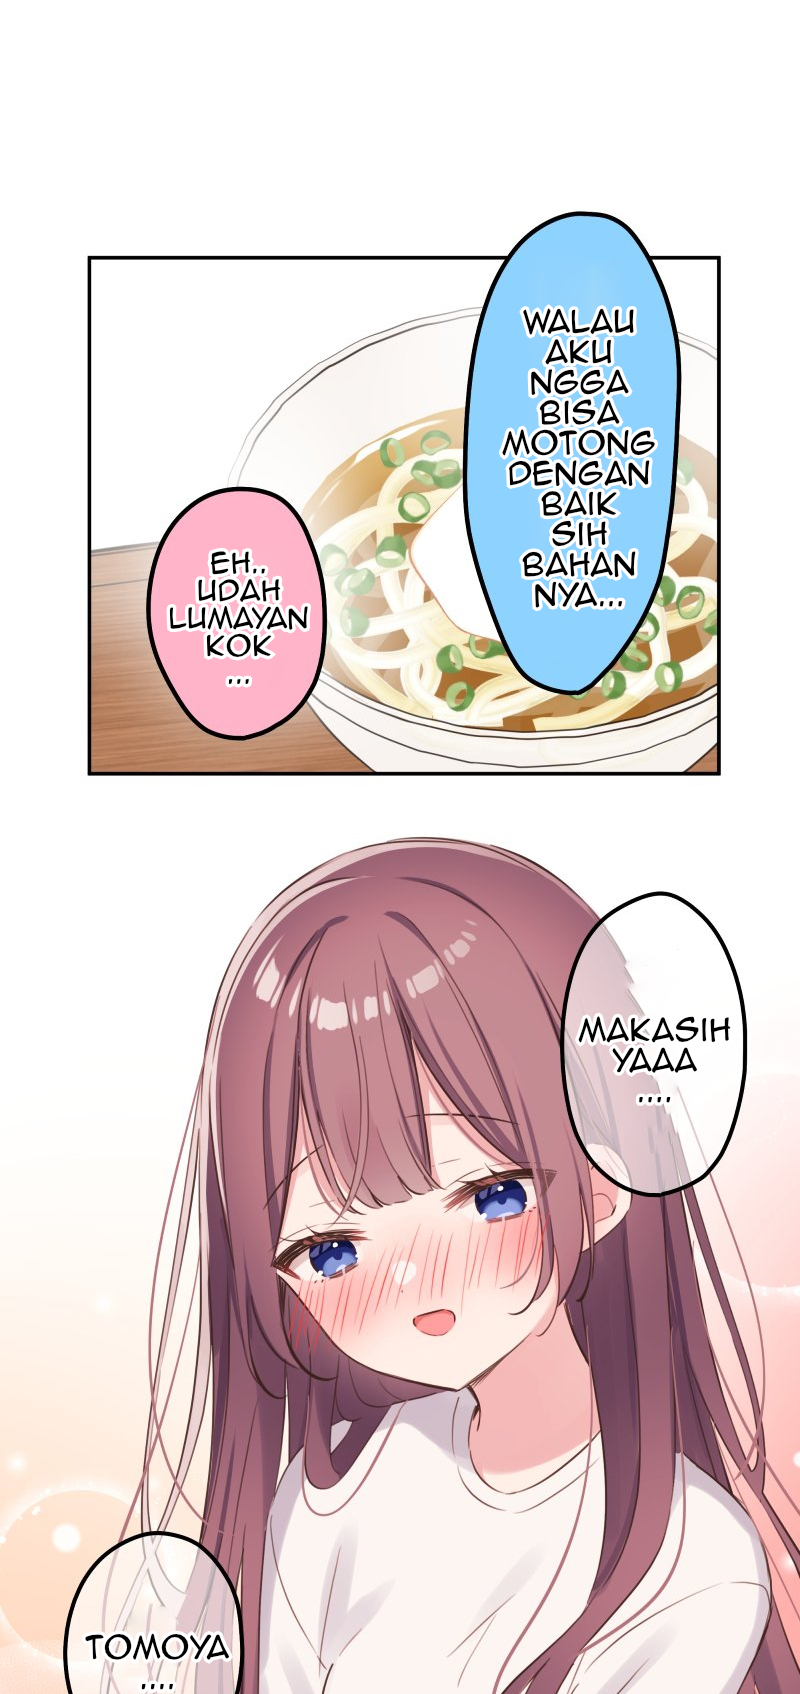 WALAU
AKU
NGGA
BISA
MOTONG
DENGAN
BAIK
SIH
BAHAN
NYA...
EH..
UDAH
LUMAYAN
KOK
...
MAKASIH
YAAA
....
TOMOYA
....